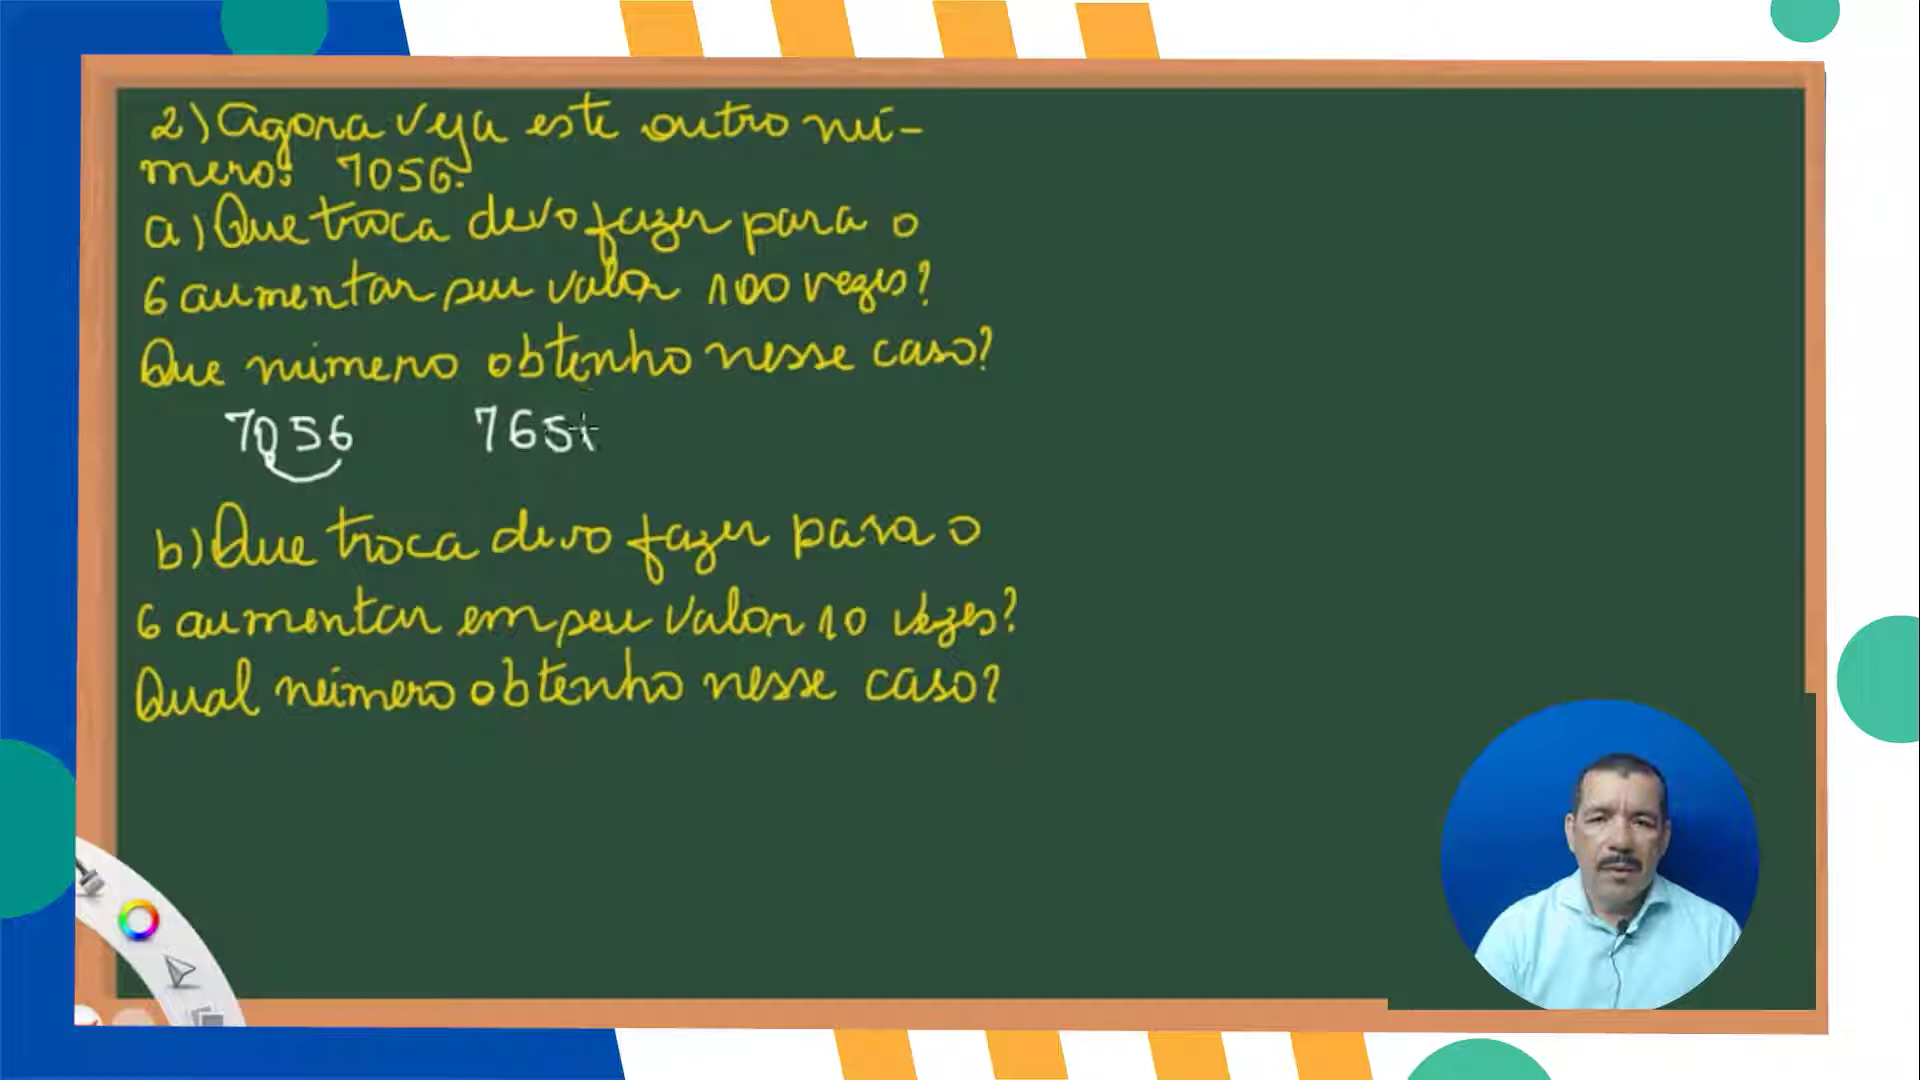 2) Agora veja este outro nú-
mero: 7056.
a) Que troca devo fazer para o
6 aumentar seu valor 100 vezes?
Que número obtenho nesse caso?
7056 765
b) Que troca devo fazer para o
6 aumentar em seu valor 10 vezes?
Qual número obtenho nesse caso?